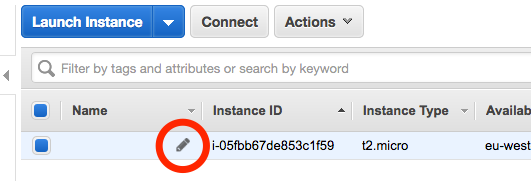 Launch Instance Connect Actions
Filter by tags and attributes or search by keyword
Name Instance ID Instance Type Availa
i-05fbb67de853c1f59 t2.micro eu-west